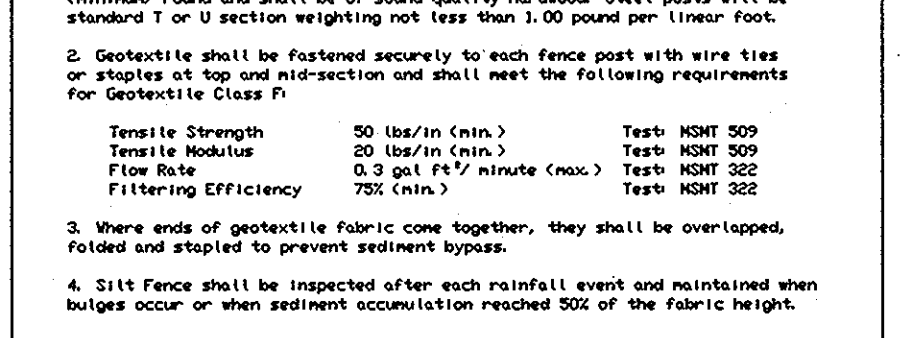 standard T or U section weighting not less than 1.00 pound per linear foot.
2. Geotextile shall be fastened securely to each fence post with wire ties
or staples at top and mid-section and shall meet the following requirements
for Geotextile Class F:
Tensile Strength 50 lbs/in (min.) Test: MSMT 509
Tensile Modulus 20 lbs/in (min.) Test: MSMT 509
Flow Rate 0.3 gal ft²/ minute (max.) Test: MSMT 322
Filtering Efficiency 75% (min.) Test: MSMT 322
3. Where ends of geotextile fabric come together, they shall be overlapped,
folded and stapled to prevent sediment bypass.
4. Silt Fence shall be inspected after each rainfall event and maintained when
bulges occur or when sediment accumulation reached 50% of the fabric height.